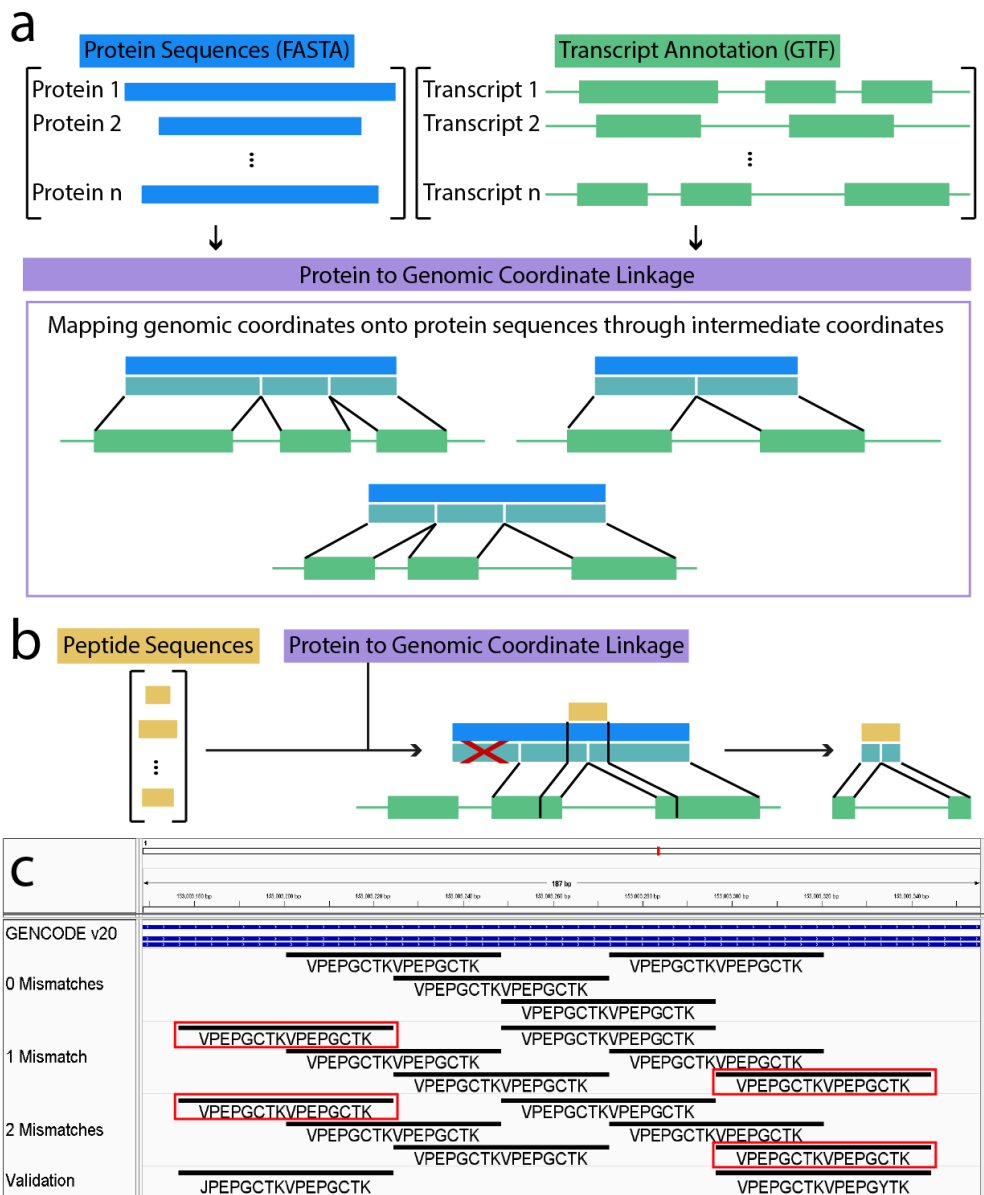 a
Protein Sequences (FASTA)
Transcript Annotation (GTF)
Protein 1
Protein 2
Protein n
Transcript 1
Transcript 2
Transcript n
Protein to Genomic Coordinate Linkage
Mapping genomic coordinates onto protein sequences through intermediate coordinates
b
Peptide Sequences
Protein to Genomic Coordinate Linkage
c
1
187 bp
GENCODE v20
0 Mismatches
VPEPGCTKVPEPGCTK
VPEPGCTKVPEPGCTK
VPEPGCTKVPEPGCTK
VPEPGCTKVPEPGCTK
1 Mismatch
VPEPGCTKVPEPGCTK
VPEPGCTKVPEPGCTK
VPEPGCTKVPEPGCTK
VPEPGCTKVPEPGCTK
VPEPGCTKVPEPGCTK
VPEPGCTKVPEPGCTK
2 Mismatches
VPEPGCTKVPEPGCTK
VPEPGCTKVPEPGCTK
VPEPGCTKVPEPGCTK
VPEPGCTKVPEPGCTK
VPEPGCTKVPEPGCTK
VPEPGCTKVPEPGCTK
Validation
JPEPGCTKVPEPGCTK
VPEPGCTKVPEPGYTK